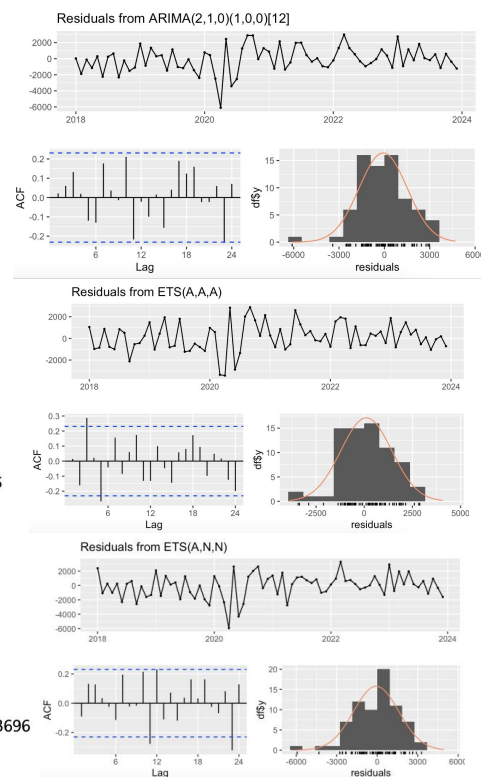 Residuals from ARIMA(2,1,0)(1,0,0)[12]
2000
0
-2000
-4000
-6000
2018 2020 2022 2024
ACF
0.2
0.1
0.0
-0.1
-0.2
6 12 18 24
Lag
df$y
15
10
5
0
-6000 -3000 0 3000 6000
residuals
Residuals from ETS(A,A,A)
2000
0
-2000
2018 2020 2022 2024
s
ACF
0.3
0.2
0.1
0.0
-0.1
-0.2
6 12 18 24
Lag
df$y
15
10
5
0
-2500 0 2500 5000
residuals
Residuals from ETS(A,N,N)
2000
0
-2000
-4000
-6000
2018 2020 2022 2024
3696
ACF
0.2
0.0
-0.2
6 12 18 24
Lag
df$y
20
15
10
5
0
-6000 -3000 0 3000 600
residuals